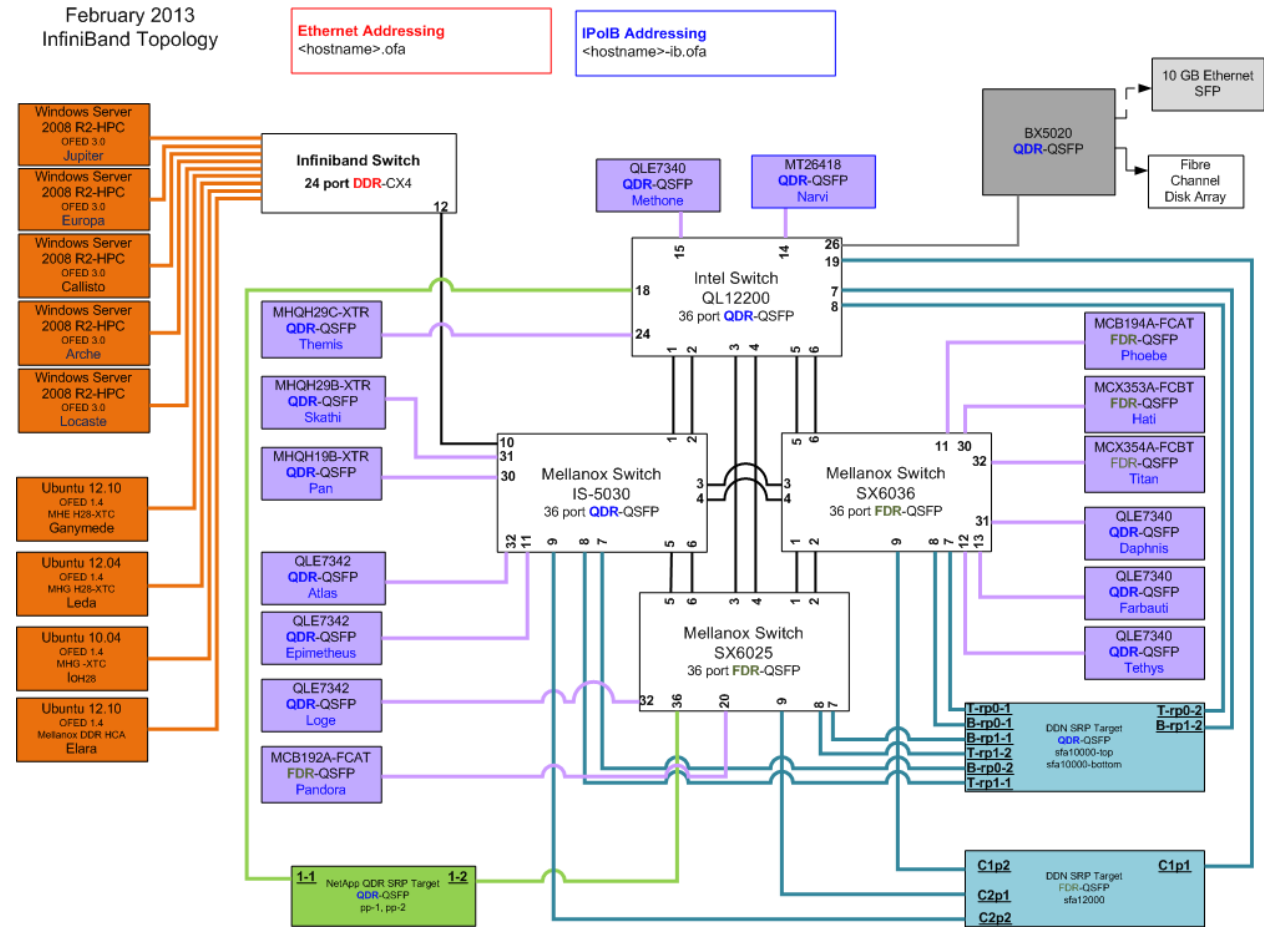 February 2013
InfiniBand Topology
Ethernet Addressing
<hostname>.ofa
IPoIB Addressing
<hostname>-ib.ofa
10 GB Ethernet
SFP
BX5020
QDR-QSFP
Fibre
Channel
Disk Array
Windows Server
2008 R2-HPC
OFED 3.0
Jupiter
Windows Server
2008 R2-HPC
OFED 3.0
Europa
Windows Server
2008 R2-HPC
OFED 3.0
Callisto
Windows Server
2008 R2-HPC
OFED 3.0
Arche
Windows Server
2008 R2-HPC
OFED 3.0
Locaste
Ubuntu 12.10
OFED 1.4
MHE H28-XTC
Ganymede
Ubuntu 12.04
OFED 1.4
MHG H28-XTC
Leda
Ubuntu 10.04
OFED 1.4
MHG -XTC
IoH28
Ubuntu 12.10
OFED 1.4
Mellanox DDR HCA
Elara
Infiniband Switch
24 port DDR-CX4
12
QLE7340
QDR-QSFP
Methone
MT26418
QDR-QSFP
Narvi
15
14
26
19
18
7
8
24
Intel Switch
QL12200
36 port QDR-QSFP
1
2
3
4
5
6
MHQH29C-XTR
QDR-QSFP
Themis
MHQH29B-XTR
QDR-QSFP
Skathi
MHQH19B-XTR
QDR-QSFP
Pan
QLE7342
QDR-QSFP
Atlas
QLE7342
QDR-QSFP
Epimetheus
QLE7342
QDR-QSFP
Loge
MCB192A-FCAT
FDR-QSFP
Pandora
1
2
10
31
30
Mellanox Switch
IS-5030
36 port QDR-QSFP
3
4
32
11
9
8
7
5
6
5
6
11
30
32
3
4
Mellanox Switch
SX6036
36 port FDR-QSFP
31
1
2
9
8
7
12
13
MCB194A-FCAT
FDR-QSFP
Phoebe
MCX353A-FCBT
FDR-QSFP
Hati
MCX354A-FCBT
FDR-QSFP
Titan
QLE7340
QDR-QSFP
Daphnis
QLE7340
QDR-QSFP
Farbauti
QLE7340
QDR-QSFP
Tethys
5
6
3
4
1
2
Mellanox Switch
SX6025
36 port FDR-QSFP
32
36
20
9
8
7
T-rp0-1
B-rp0-1
B-rp1-1
T-rp1-2
B-rp0-2
T-rp1-1
DDN SRP Target
QDR-QSFP
sfa10000-top
sfa10000-bottom
T-rp0-2
B-rp1-2
1-1
NetApp QDR SRP Target
QDR-QSFP
pp-1, pp-2
1-2
C1p2
C2p1
C2p2
DDN SRP Target
FDR-QSFP
sfa12000
C1p1